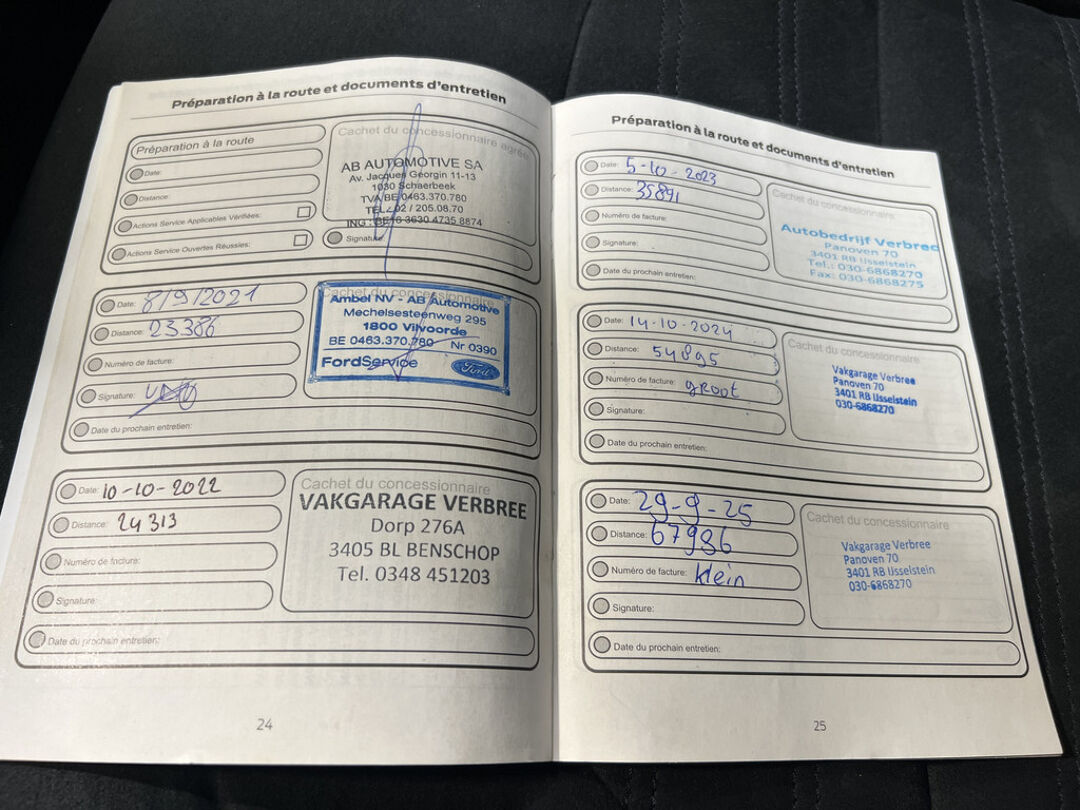 Préparation à la route et documents d'entretien
Préparation à la route
Date:
Distance:
Actions Service Applicables Vérifiées:
Actions Service Ouvertes Réussies:
Cachet du concessionnaire agréé
AB AUTOMOTIVE SA
Av. Jacques Georgin 11-13
1030 Schaerbeek
TVA BE 0463.370.780
TEL 02 / 205.08.70
ING : BE16 3630 4735 8874
Signature:
Date: 8/9/2021
Distance: 23386
Numéro de facture:
Signature:
Date du prochain entretien:
Cachet du concessionnaire
Ambel NV - AB Automotive
Mechelsesteenweg 295
1800 Vilvoorde
BE 0463.370.780 Nr 0390
FordService Ford
Date: 10-10-2022
Distance: 24313
Numéro de facture:
Signature:
Date du prochain entretien:
Cachet du concessionnaire
VAKGARAGE VERBREE
Dorp 276A
3405 BL BENSCHOP
Tel. 0348 451203
24
Préparation à la route et documents d'entretien
Date: 5-10-2023
Distance: 35891
Numéro de facture:
Signature:
Date du prochain entretien:
Cachet du concessionnaire
Autobedrijf Verbree
Panoven 70
3401 RB IJsselstein
Tel.: 030-6868270
Fax: 030-6868275
Date: 14-10-2024
Distance: 54895
Numéro de facture: groot
Signature:
Date du prochain entretien:
Cachet du concessionnaire
Vakgarage Verbree
Panoven 70
3401 RB IJsselstein
030-6868270
Date: 29-9-25
Distance: 67986
Numéro de facture: klein
Signature:
Date du prochain entretien:
Cachet du concessionnaire
Vakgarage Verbree
Panoven 70
3401 RB IJsselstein
030-6868270
25